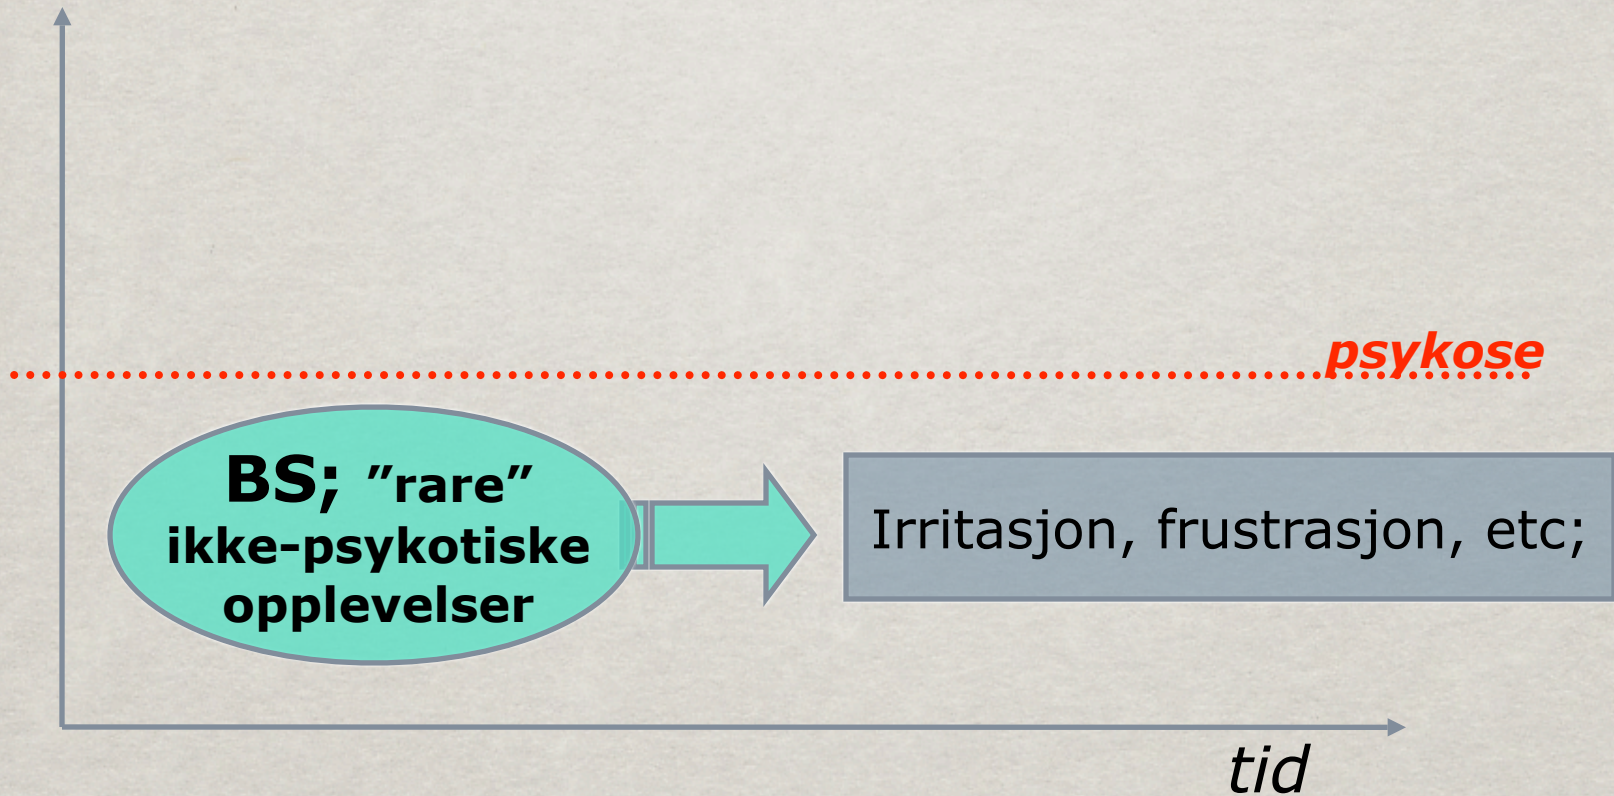 psykose
BS; ”rare”
ikke-psykotiske
opplevelser
Irritasjon, frustrasjon, etc;
tid